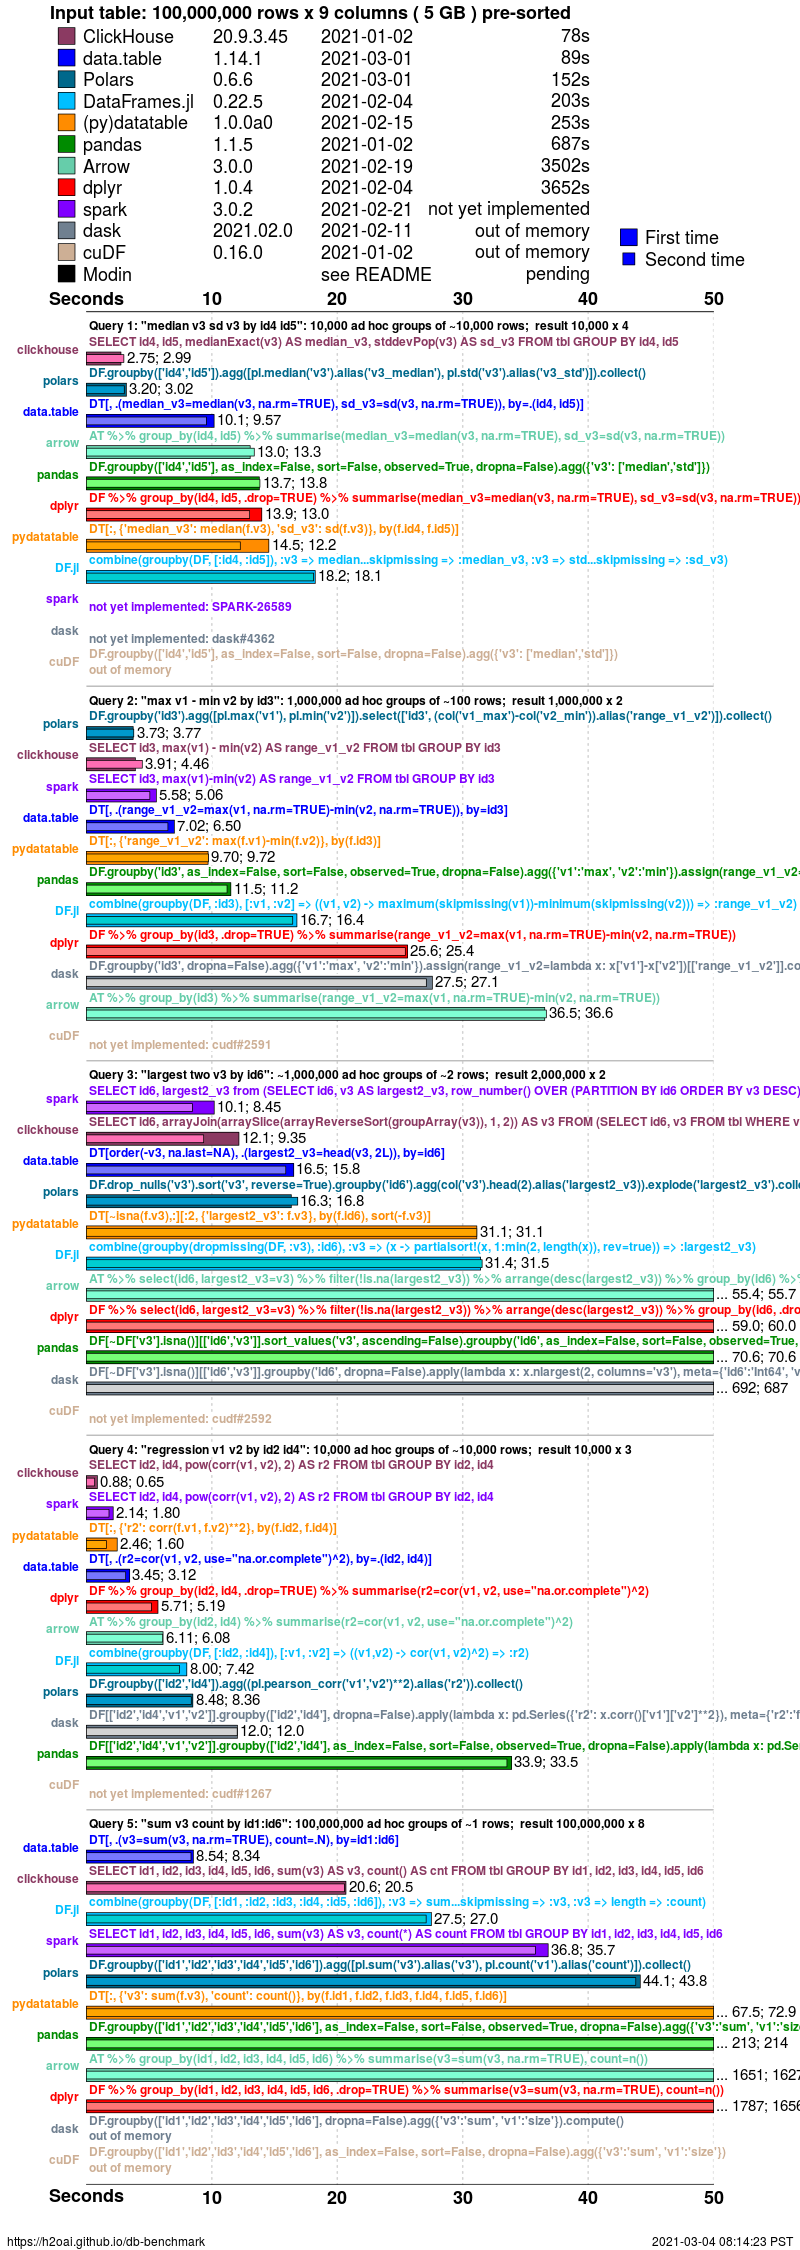 Input table: 100,000,000 rows x 9 columns ( 5 GB ) pre-sorted
ClickHouse 20.9.3.45 2021-01-02 78s
data.table 1.14.1 2021-03-01 89s
Polars 0.6.6 2021-03-01 152s
DataFrames.jl 0.22.5 2021-02-04 203s
(py)datatable 1.0.0a0 2021-02-15 253s
pandas 1.1.5 2021-01-02 687s
Arrow 3.0.0 2021-02-19 3502s
dplyr 1.0.4 2021-02-04 3652s
spark 3.0.2 2021-02-21 not yet implemented
dask 2021.02.0 2021-02-11 out of memory
cuDF 0.16.0 2021-01-02 out of memory
Modin see README pending
First time
Second time
Seconds 10 20 30 40 50
Query 1: "median v3 sd v3 by id4 id5": 10,000 ad hoc groups of ~10,000 rows; result 10,000 x 4
SELECT id4, id5, medianExact(v3) AS median_v3, stddevPop(v3) AS sd_v3 FROM tbl GROUP BY id4, id5
clickhouse 2.75; 2.99
DF.groupby(['id4','id5']).agg([pl.median('v3').alias('v3_median'), pl.std('v3').alias('v3_std')]).collect()
polars 3.20; 3.02
DT[, .(median_v3=median(v3, na.rm=TRUE), sd_v3=sd(v3, na.rm=TRUE)), by=.(id4, id5)]
data.table 10.1; 9.57
AT %>% group_by(id4, id5) %>% summarise(median_v3=median(v3, na.rm=TRUE), sd_v3=sd(v3, na.rm=TRUE))
arrow 13.0; 13.3
DF.groupby(['id4','id5'], as_index=False, sort=False, observed=True, dropna=False).agg({'v3': ['median','std']})
pandas 13.7; 13.8
DF %>% group_by(id4, id5, .drop=TRUE) %>% summarise(median_v3=median(v3, na.rm=TRUE), sd_v3=sd(v3, na.rm=TRUE))
dplyr 13.9; 13.0
DT[:, {'median_v3': median(f.v3), 'sd_v3': sd(f.v3)}, by(f.id4, f.id5)]
pydatatable 14.5; 12.2
combine(groupby(DF, [:id4, :id5]), :v3 => median...skipmissing => :median_v3, :v3 => std...skipmissing => :sd_v3)
DF.jl 18.2; 18.1
spark not yet implemented: SPARK-26589
dask not yet implemented: dask#4362
DF.groupby(['id4','id5'], as_index=False, sort=False, dropna=False).agg({'v3': ['median','std']})
cuDF out of memory
Query 2: "max v1 - min v2 by id3": 1,000,000 ad hoc groups of ~100 rows; result 1,000,000 x 2
DF.groupby('id3').agg([pl.max('v1'), pl.min('v2')]).select(['id3', (col('v1_max')-col('v2_min')).alias('range_v1_v2')]).collect()
polars 3.73; 3.77
SELECT id3, max(v1) - min(v2) AS range_v1_v2 FROM tbl GROUP BY id3
clickhouse 3.91; 4.46
SELECT id3, max(v1)-min(v2) AS range_v1_v2 FROM tbl GROUP BY id3
spark 5.58; 5.06
DT[, .(range_v1_v2=max(v1, na.rm=TRUE)-min(v2, na.rm=TRUE)), by=id3]
data.table 7.02; 6.50
DT[:, {'range_v1_v2': max(f.v1)-min(f.v2)}, by(f.id3)]
pydatatable 9.70; 9.72
DF.groupby('id3', as_index=False, sort=False, observed=True, dropna=False).agg({'v1':'max', 'v2':'min'}).assign(range_v1_v2=
pandas 11.5; 11.2
combine(groupby(DF, :id3), [:v1, :v2] => ((v1, v2) -> maximum(skipmissing(v1))-minimum(skipmissing(v2))) => :range_v1_v2)
DF.jl 16.7; 16.4
DF %>% group_by(id3, .drop=TRUE) %>% summarise(range_v1_v2=max(v1, na.rm=TRUE)-min(v2, na.rm=TRUE))
dplyr 25.6; 25.4
DF.groupby('id3', dropna=False).agg({'v1':'max', 'v2':'min'}).assign(range_v1_v2=lambda x: x['v1']-x['v2'])[['range_v1_v2']].co
dask 27.5; 27.1
AT %>% group_by(id3) %>% summarise(range_v1_v2=max(v1, na.rm=TRUE)-min(v2, na.rm=TRUE))
arrow 36.5; 36.6
cuDF not yet implemented: cudf#2591
Query 3: "largest two v3 by id6": ~1,000,000 ad hoc groups of ~2 rows; result 2,000,000 x 2
SELECT id6, largest2_v3 from (SELECT id6, v3 AS largest2_v3, row_number() OVER (PARTITION BY id6 ORDER BY v3 DESC)
spark 10.1; 8.45
SELECT id6, arrayJoin(arraySlice(arrayReverseSort(groupArray(v3)), 1, 2)) AS v3 FROM (SELECT id6, v3 FROM tbl WHERE v
clickhouse 12.1; 9.35
DT[order(-v3, na.last=NA), .(largest2_v3=head(v3, 2L)), by=id6]
data.table 16.5; 15.8
DF.drop_nulls('v3').sort('v3', reverse=True).groupby('id6').agg(col('v3').head(2).alias('largest2_v3')).explode('largest2_v3').colle
polars 16.3; 16.8
DT[~isna(f.v3),:][:2, {'largest2_v3': f.v3}, by(f.id6), sort(-f.v3)]
pydatatable 31.1; 31.1
combine(groupby(dropmissing(DF, :v3), :id6), :v3 => (x -> partialsort!(x, 1:min(2, length(x)), rev=true)) => :largest2_v3)
DF.jl 31.4; 31.5
AT %>% select(id6, largest2_v3=v3) %>% filter(!is.na(largest2_v3)) %>% arrange(desc(largest2_v3)) %>% group_by(id6) %>%
arrow ... 55.4; 55.7
DF %>% select(id6, largest2_v3=v3) %>% filter(!is.na(largest2_v3)) %>% arrange(desc(largest2_v3)) %>% group_by(id6, .dro
dplyr ... 59.0; 60.0
DF[~DF['v3'].isna()][['id6','v3']].sort_values('v3', ascending=False).groupby('id6', as_index=False, sort=False, observed=True,
pandas ... 70.6; 70.6
DF[~DF['v3'].isna()][['id6','v3']].groupby('id6', dropna=False).apply(lambda x: x.nlargest(2, columns='v3'), meta={'id6':'Int64', 'v
dask ... 692; 687
cuDF not yet implemented: cudf#2592
Query 4: "regression v1 v2 by id2 id4": 10,000 ad hoc groups of ~10,000 rows; result 10,000 x 3
SELECT id2, id4, pow(corr(v1, v2), 2) AS r2 FROM tbl GROUP BY id2, id4
clickhouse 0.88; 0.65
SELECT id2, id4, pow(corr(v1, v2), 2) AS r2 FROM tbl GROUP BY id2, id4
spark 2.14; 1.80
DT[:, {'r2': corr(f.v1, f.v2)**2}, by(f.id2, f.id4)]
pydatatable 2.46; 1.60
DT[, .(r2=cor(v1, v2, use="na.or.complete")^2), by=.(id2, id4)]
data.table 3.45; 3.12
DF %>% group_by(id2, id4, .drop=TRUE) %>% summarise(r2=cor(v1, v2, use="na.or.complete")^2)
dplyr 5.71; 5.19
AT %>% group_by(id2, id4) %>% summarise(r2=cor(v1, v2, use="na.or.complete")^2)
arrow 6.11; 6.08
combine(groupby(DF, [:id2, :id4]), [:v1, :v2] => ((v1,v2) -> cor(v1, v2)^2) => :r2)
DF.jl 8.00; 7.42
DF.groupby(['id2','id4']).agg((pl.pearson_corr('v1','v2')**2).alias('r2')).collect()
polars 8.48; 8.36
DF[['id2','id4','v1','v2']].groupby(['id2','id4'], dropna=False).apply(lambda x: pd.Series({'r2': x.corr()['v1']['v2']**2}), meta={'r2':'f
dask 12.0; 12.0
DF[['id2','id4','v1','v2']].groupby(['id2','id4'], as_index=False, sort=False, observed=True, dropna=False).apply(lambda x: pd.Se
pandas 33.9; 33.5
cuDF not yet implemented: cudf#1267
Query 5: "sum v3 count by id1:id6": 100,000,000 ad hoc groups of ~1 rows; result 100,000,000 x 8
DT[, .(v3=sum(v3, na.rm=TRUE), count=.N), by=id1:id6]
data.table 8.54; 8.34
SELECT id1, id2, id3, id4, id5, id6, sum(v3) AS v3, count() AS cnt FROM tbl GROUP BY id1, id2, id3, id4, id5, id6
clickhouse 20.6; 20.5
combine(groupby(DF, [:id1, :id2, :id3, :id4, :id5, :id6]), :v3 => sum...skipmissing => :v3, :v3 => length => :count)
DF.jl 27.5; 27.0
SELECT id1, id2, id3, id4, id5, id6, sum(v3) AS v3, count(*) AS count FROM tbl GROUP BY id1, id2, id3, id4, id5, id6
spark 36.8; 35.7
DF.groupby(['id1','id2','id3','id4','id5','id6']).agg([pl.sum('v3').alias('v3'), pl.count('v1').alias('count')]).collect()
polars 44.1; 43.8
DT[:, {'v3': sum(f.v3), 'count': count()}, by(f.id1, f.id2, f.id3, f.id4, f.id5, f.id6)]
pydatatable ... 67.5; 72.9
DF.groupby(['id1','id2','id3','id4','id5','id6'], as_index=False, sort=False, observed=True, dropna=False).agg({'v3':'sum', 'v1':'size
pandas ... 213; 214
AT %>% group_by(id1, id2, id3, id4, id5, id6) %>% summarise(v3=sum(v3, na.rm=TRUE), count=n())
arrow ... 1651; 1627
DF %>% group_by(id1, id2, id3, id4, id5, id6, .drop=TRUE) %>% summarise(v3=sum(v3, na.rm=TRUE), count=n())
dplyr ... 1787; 1656
DF.groupby(['id1','id2','id3','id4','id5','id6'], dropna=False).agg({'v3':'sum', 'v1':'size'}).compute()
dask out of memory
DF.groupby(['id1','id2','id3','id4','id5','id6'], as_index=False, sort=False, dropna=False).agg({'v3':'sum', 'v1':'size'})
cuDF out of memory
Seconds 10 20 30 40 50
https://h2oai.github.io/db-benchmark 2021-03-04 08:14:23 PST